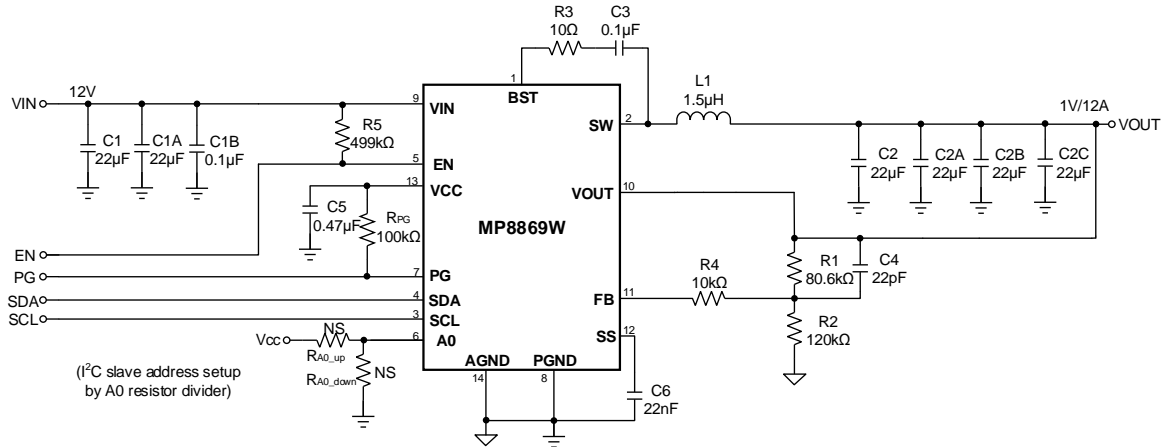 R3
10Ω
C3
0.1µF
1
BST
VIN
12V
9
VIN
C1
22µF
C1A
22µF
C1B
0.1µF
R5
499kΩ
5
EN
13
VCC
C5
0.47µF
RPG
100kΩ
MP8869W
SW
2
L1
1.5µH
1V/12A
VOUT
C2
22µF
C2A
22µF
C2B
22µF
C2C
22µF
VOUT
10
EN
PG
7
PG
SDA
4
SDA
SCL
3
SCL
Vcc
NS
RA0_up
6
A0
RA0_down
NS
(I²C slave address setup
by A0 resistor divider)
FB
11
R4
10kΩ
R1
80.6kΩ
C4
22pF
R2
120kΩ
SS
12
C6
22nF
AGND
14
PGND
8